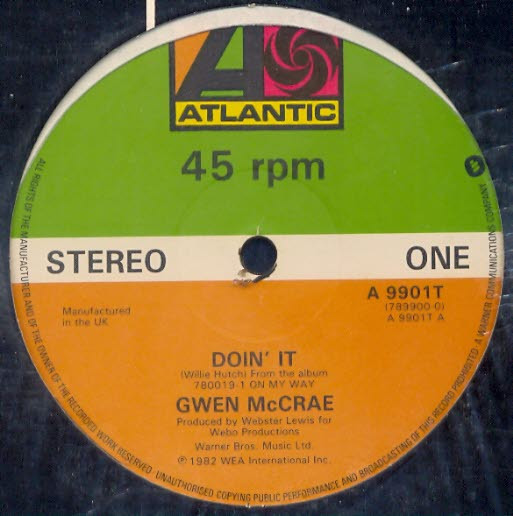 ATLANTIC
45 rpm
STEREO
ONE
A 9901T
(789900-0)
A 9901T A
Manufactured
in the UK
DOIN' IT
(Willie Hutch) From the album
780019-1 ON MY WAY
GWEN McCRAE
Produced by Webster Lewis for
Webo Productions
Warner Bros. Music Ltd.
℗ 1982 WEA International Inc.
ALL RIGHTS OF THE MANUFACTURER AND OF THE OWNER OF THE RECORDED WORK RESERVED · UNAUTHORISED COPYING PUBLIC PERFORMANCE AND BROADCASTING OF THIS RECORD PROHIBITED. A WARNER COMMUNICATIONS COMPANY